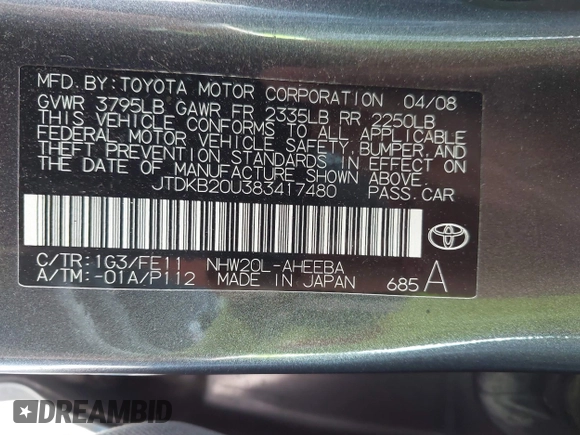 MFD.BY:TOYOTA MOTOR CORPORATION 04/08
GVWR 3795LB GAWR FR 2335LB RR 2250LB
THIS VEHICLE CONFORMS TO ALL APPLICABLE
FEDERAL MOTOR VEHICLE SAFETY, BUMPER, AND
THEFT PREVENTION STANDARDS IN EFFECT ON
THE DATE OF MANUFACTURE SHOWN ABOVE.
JTDKB20U383417480 PASS.CAR
C/TR:1G3/FE11 NHW20L-AHEEBA
A/TM:-01A/P112 MADE IN JAPAN 685 A
DREAMBID